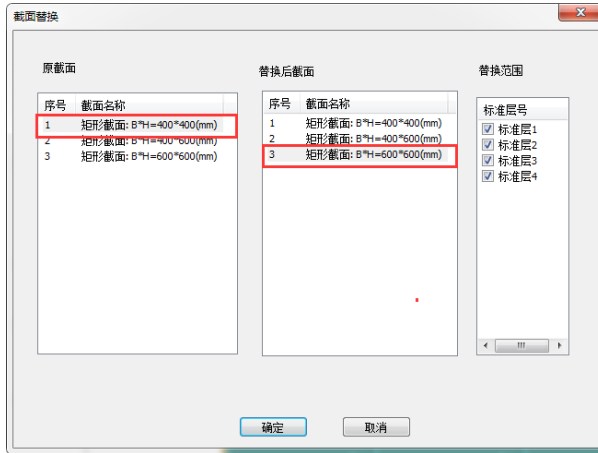 截面替换
原截面
序号 截面名称
1 矩形截面: B*H=400*400(mm)
2 矩形截面: B*H=400*600(mm)
3 矩形截面: B*H=600*600(mm)
替换后截面
序号 截面名称
1 矩形截面: B*H=400*400(mm)
2 矩形截面: B*H=400*600(mm)
3 矩形截面: B*H=600*600(mm)
替换范围
标准层号
标准层1
标准层2
标准层3
标准层4
确定
取消